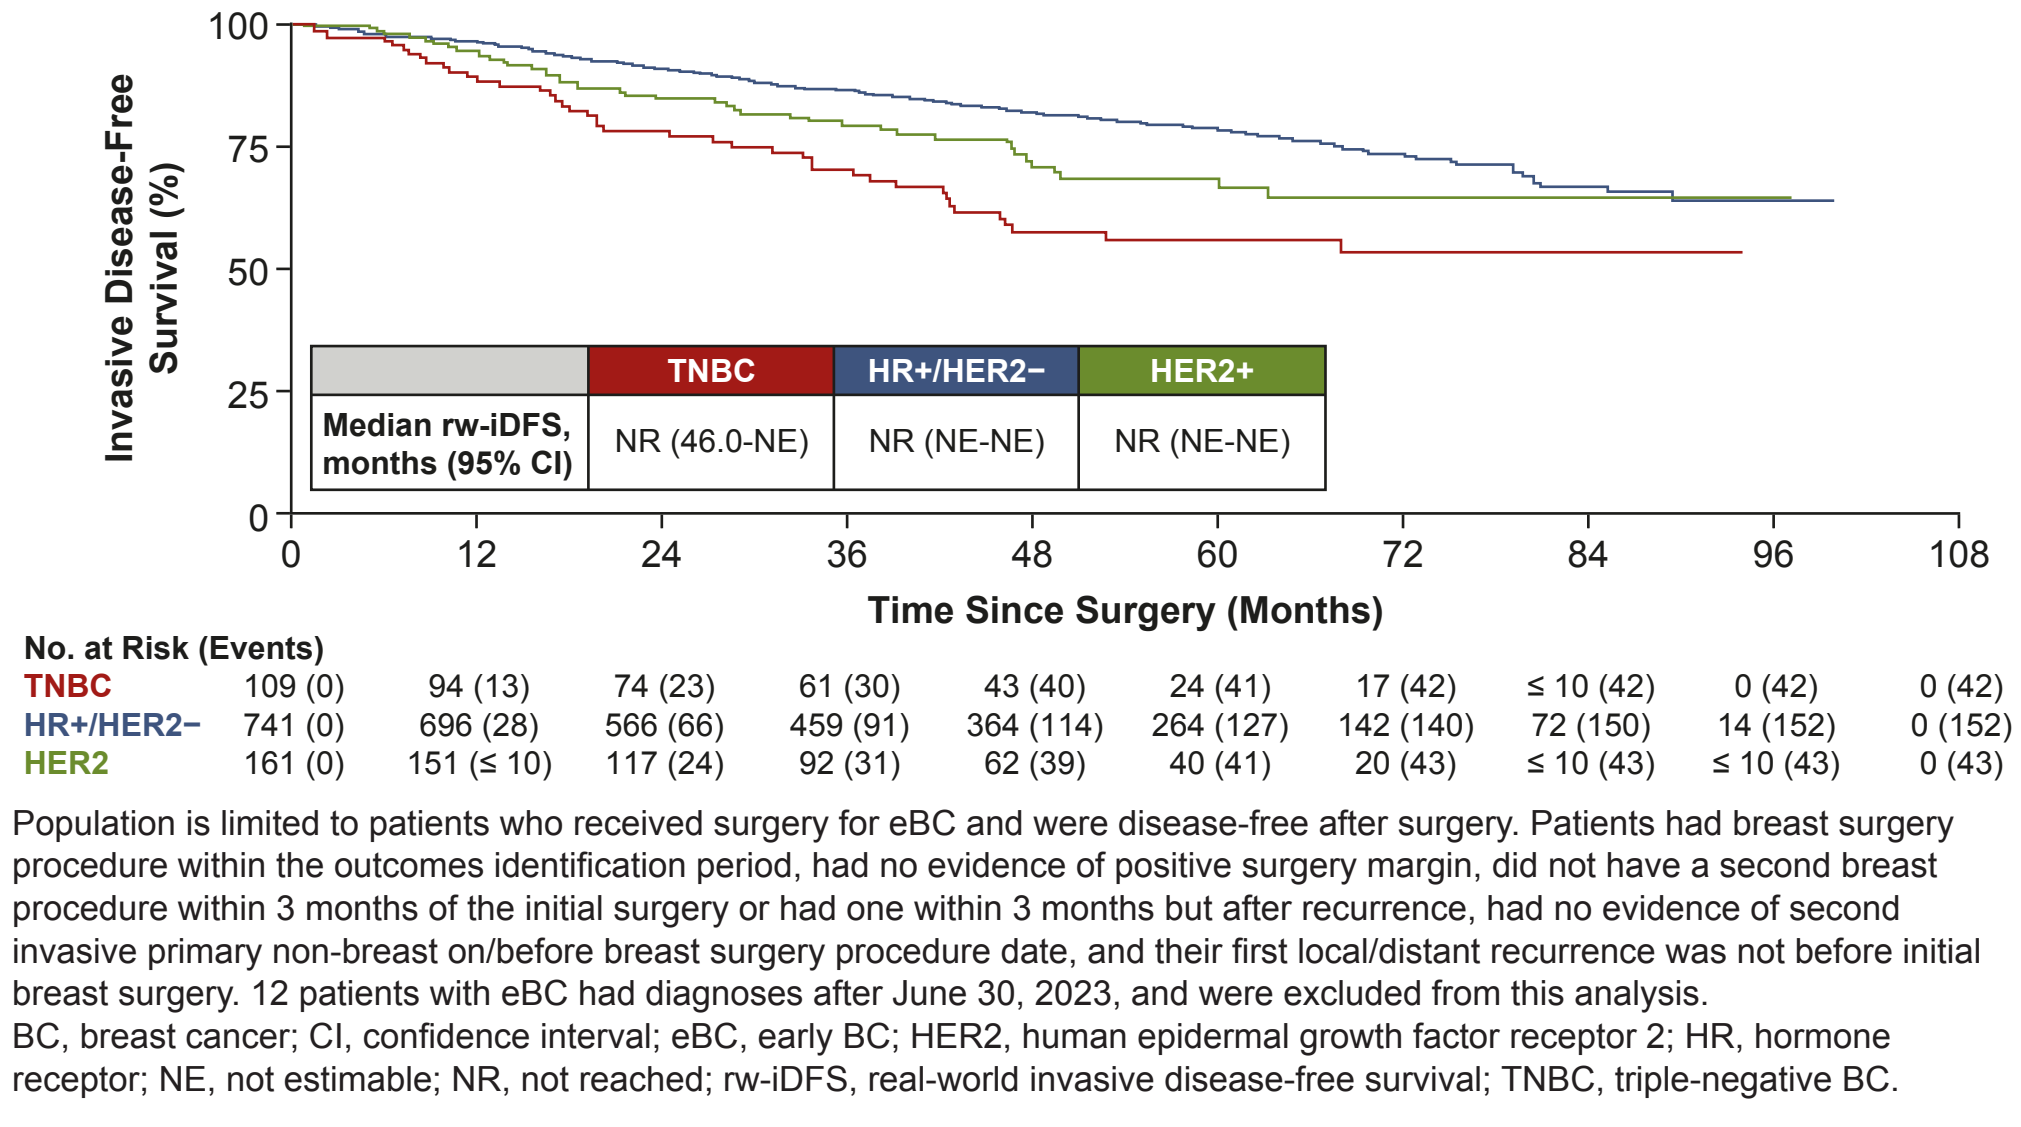 Invasive Disease-Free
Survival (%)
100
75
50
25
0
TNBC HR+/HER2− HER2+
Median rw-iDFS,
months (95% CI)
NR (46.0-NE) NR (NE-NE) NR (NE-NE)
0 12 24 36 48 60 72 84 96 108
Time Since Surgery (Months)
No. at Risk (Events)
TNBC 109 (0) 94 (13) 74 (23) 61 (30) 43 (40) 24 (41) 17 (42) ≤ 10 (42) 0 (42) 0 (42)
HR+/HER2− 741 (0) 696 (28) 566 (66) 459 (91) 364 (114) 264 (127) 142 (140) 72 (150) 14 (152) 0 (152)
HER2 161 (0) 151 (≤ 10) 117 (24) 92 (31) 62 (39) 40 (41) 20 (43) ≤ 10 (43) ≤ 10 (43) 0 (43)
Population is limited to patients who received surgery for eBC and were disease-free after surgery. Patients had breast surgery
procedure within the outcomes identification period, had no evidence of positive surgery margin, did not have a second breast
procedure within 3 months of the initial surgery or had one within 3 months but after recurrence, had no evidence of second
invasive primary non-breast on/before breast surgery procedure date, and their first local/distant recurrence was not before initial
breast surgery. 12 patients with eBC had diagnoses after June 30, 2023, and were excluded from this analysis.
BC, breast cancer; CI, confidence interval; eBC, early BC; HER2, human epidermal growth factor receptor 2; HR, hormone
receptor; NE, not estimable; NR, not reached; rw-iDFS, real-world invasive disease-free survival; TNBC, triple-negative BC.